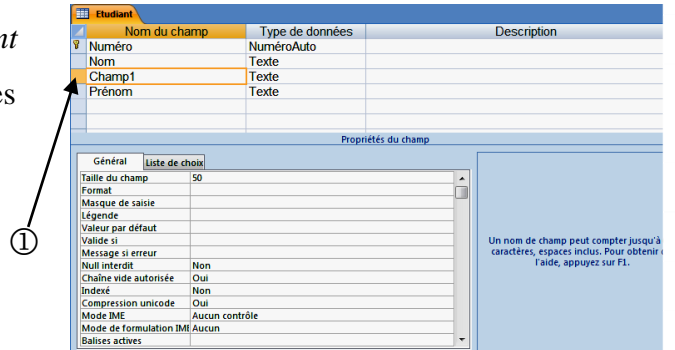 nt
es
①
Etudiant
Nom du champ Type de données Description
Numéro NuméroAuto
Nom Texte
Champ1 Texte
Prénom Texte
Propriétés du champ
Général Liste de choix
Taille du champ 50
Format
Masque de saisie
Légende
Valeur par défaut
Valide si
Message si erreur
Null interdit Non
Chaîne vide autorisée Oui
Indexé Non
Compression unicode Oui
Mode IME Aucun contrôle
Mode de formulation IME Aucun
Balises actives
Un nom de champ peut compter jusqu'à
caractères, espaces inclus. Pour obtenir
l'aide, appuyez sur F1.